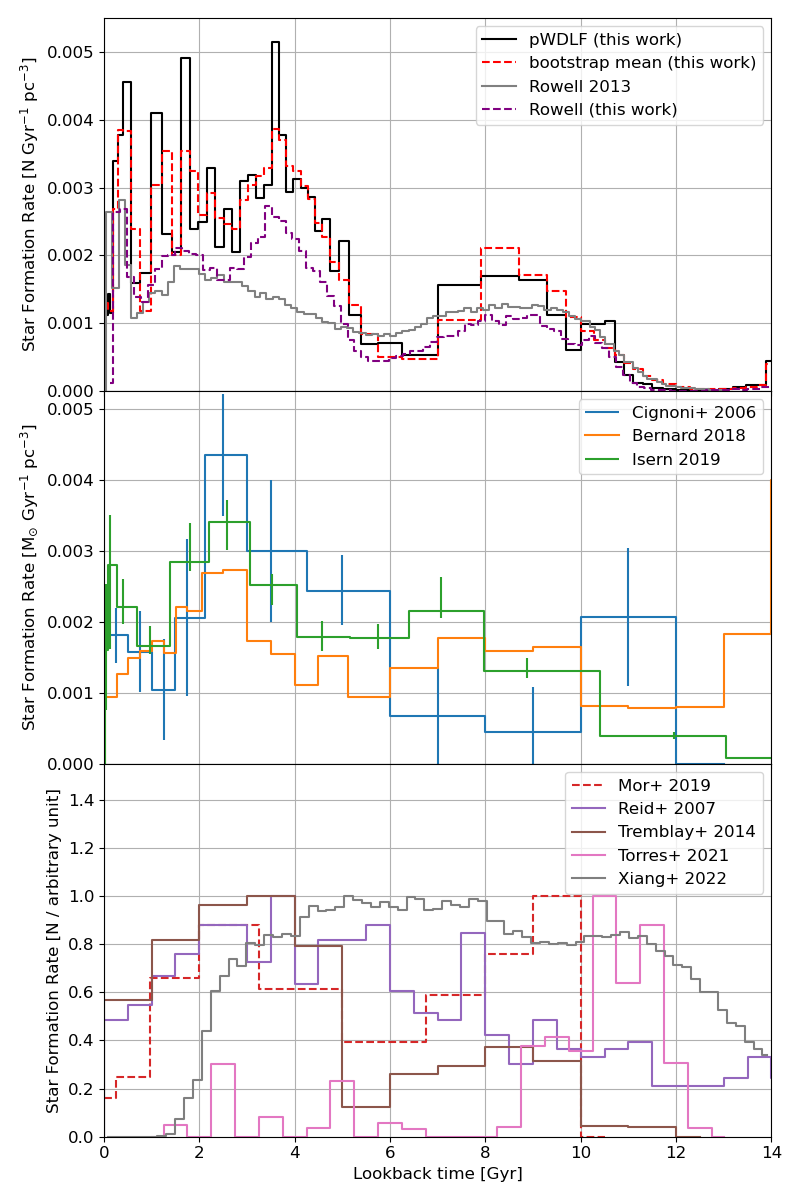 0.005
0.004
0.003
0.002
0.001
0.000
Star Formation Rate [N Gyr⁻¹ pc⁻³]
pWDLF (this work)
bootstrap mean (this work)
Rowell 2013
Rowell (this work)
0.005
0.004
0.003
0.002
0.001
0.000
Star Formation Rate [M⊙ Gyr⁻¹ pc⁻³]
Cignoni+ 2006
Bernard 2018
Isern 2019
1.4
1.2
1.0
0.8
0.6
0.4
0.2
0.0
Star Formation Rate [N / arbitrary unit]
Mor+ 2019
Reid+ 2007
Tremblay+ 2014
Torres+ 2021
Xiang+ 2022
0 2 4 6 8 10 12 14
Lookback time [Gyr]